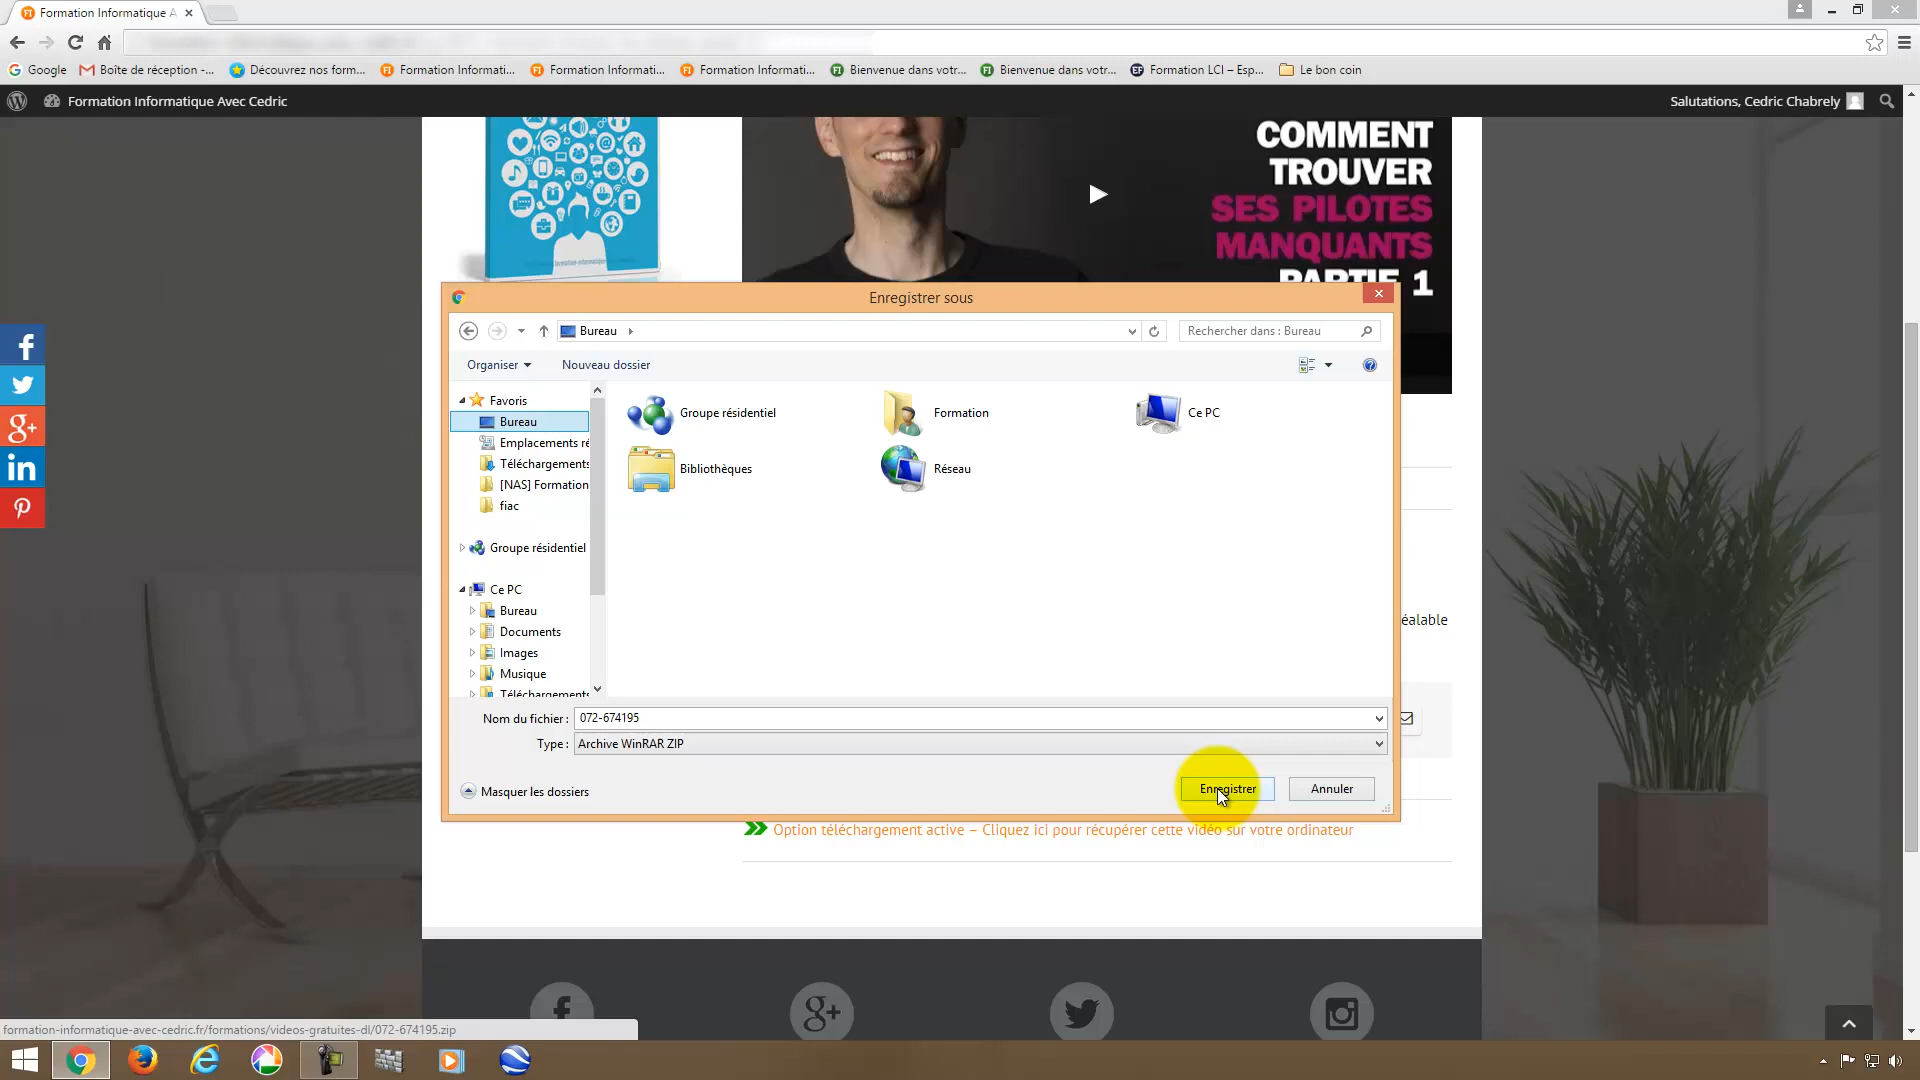 Formation Informatique A
Google
Boîte de réception -...
Découvrez nos form...
Formation Informati...
Formation Informati...
Formation Informati...
Bienvenue dans votr...
Bienvenue dans votr...
Formation LCI – Esp...
Le bon coin
Formation Informatique Avec Cedric
Salutations, Cedric Chabrely
COMMENT
TROUVER
SES PILOTES
MANQUANTS
PARTIE 1
Enregistrer sous
Bureau
Rechercher dans : Bureau
Organiser
Nouveau dossier
Favoris
Bureau
Emplacements ré
Téléchargements
[NAS] Formation
fiac
Groupe résidentiel
Ce PC
Bureau
Documents
Images
Musique
Téléchargements
Groupe résidentiel
Formation
Ce PC
Bibliothèques
Réseau
éalable
Nom du fichier :
072-674195
Type :
Archive WinRAR ZIP
Masquer les dossiers
Enregistrer
Annuler
Option téléchargement active – Cliquez ici pour récupérer cette vidéo sur votre ordinateur
formation-informatique-avec-cedric.fr/formations/videos-gratuites-dl/072-674195.zip